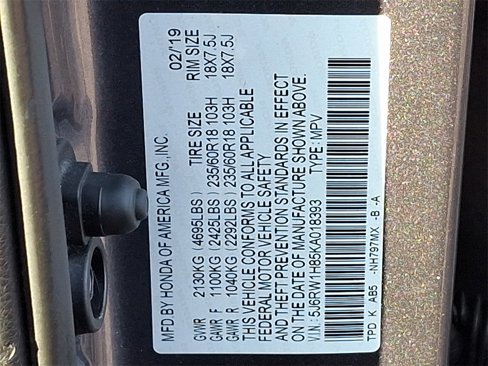 MFD.BY HONDA OF AMERICA MFG.,INC. 02/'19
GVWR 2130KG(4695LBS) TIRE SIZE RIM SIZE
GAWR F 1100KG(2425LBS) 235/60R18 103H 18X7.5J
GAWR R 1040KG(2292LBS) 235/60R18 103H 18X7.5J
THIS VEHICLE CONFORMS TO ALL APPLICABLE
FEDERAL MOTOR VEHICLE SAFETY
AND THEFT PREVENTION STANDARDS IN EFFECT
ON THE DATE OF MANUFACTURE SHOWN ABOVE.
V.I.N.: 5J6RW1H85KA018393 TYPE: MPV
TPD K AB5 -NH797MX -B -A